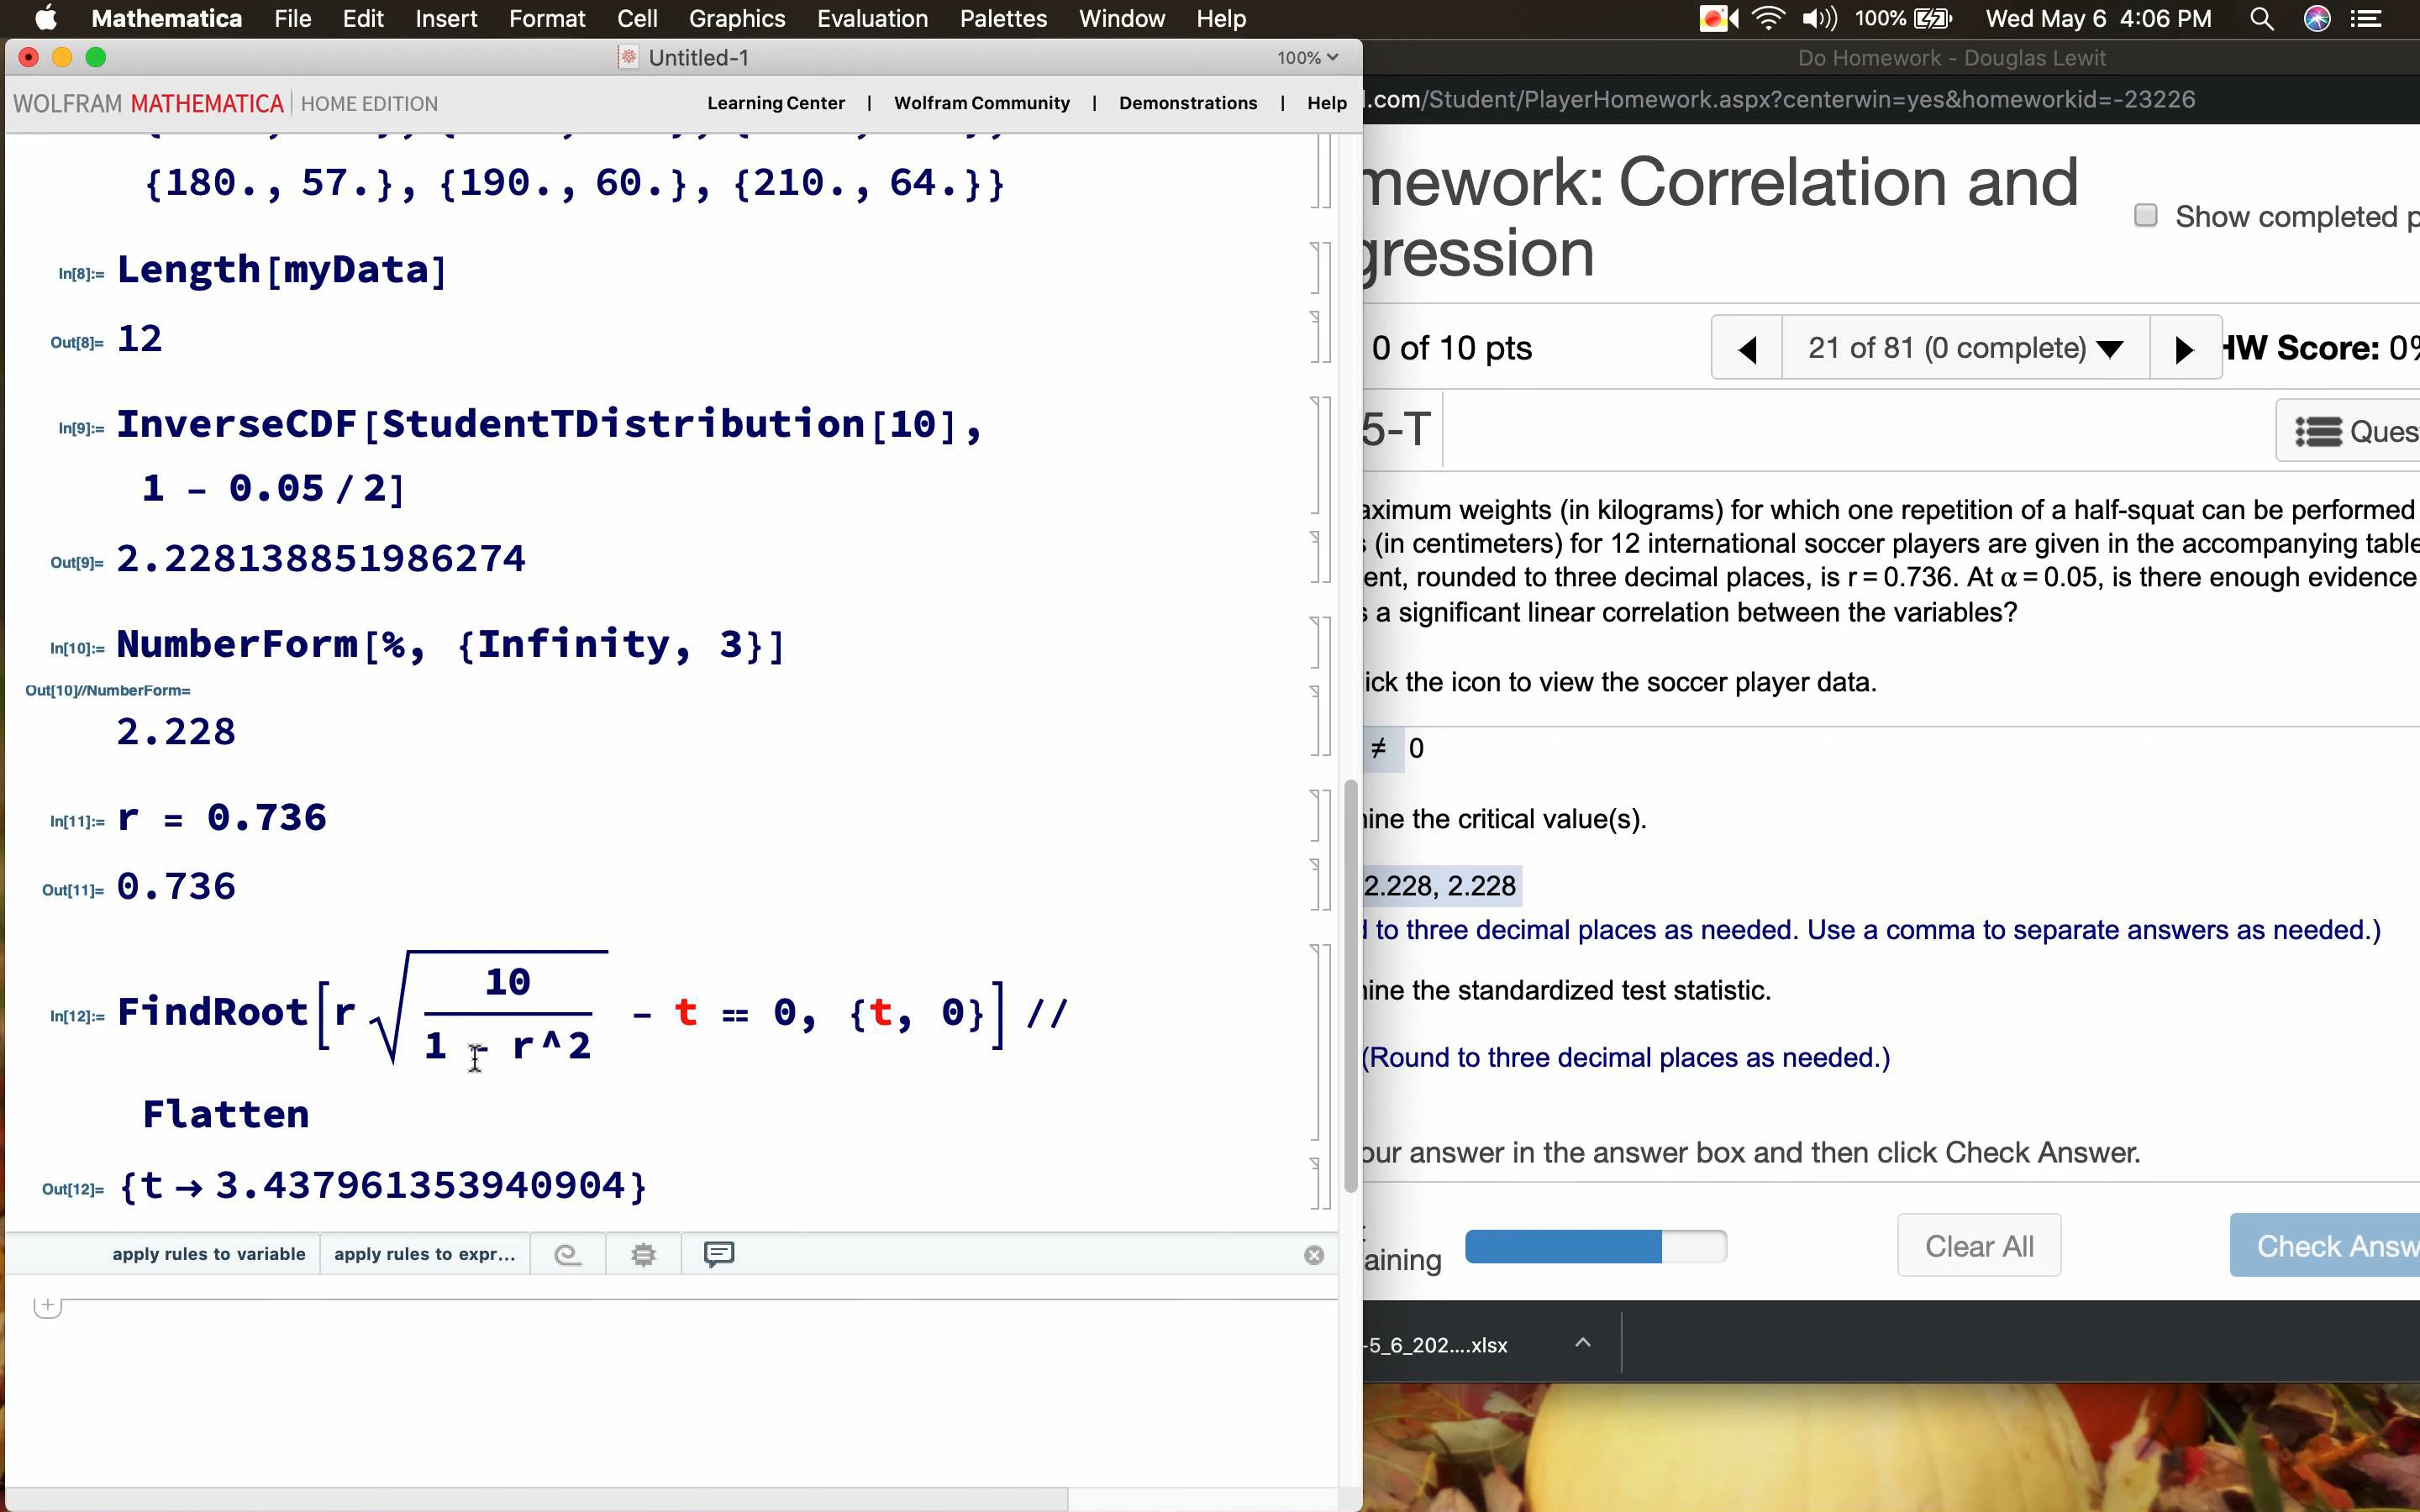 Mathematica File Edit Insert Format Cell Graphics Evaluation Palettes Window Help 100% Wed May 6 4:06 PM
Untitled-1 100%
Do Homework - Douglas Lewit
WOLFRAM MATHEMATICA | HOME EDITION Learning Center | Wolfram Community | Demonstrations | Help
.com/Student/PlayerHomework.aspx?centerwin=yes&homeworkid=-23226
{180., 57.}, {190., 60.}, {210., 64.}}
In[8]:= Length[myData]
Out[8]= 12
In[9]:= InverseCDF[StudentTDistribution[10],
1 - 0.05 / 2]
Out[9]= 2.228138851986274
In[10]:= NumberForm[%, {Infinity, 3}]
Out[10]//NumberForm=
2.228
In[11]:= r = 0.736
Out[11]= 0.736
In[12]:= FindRoot[r √(10 / (1 - r^2)) - t == 0, {t, 0}] //
Flatten
Out[12]= {t → 3.437961353940904}
apply rules to variable apply rules to expr...
mework: Correlation and
gression
Show completed p
0 of 10 pts
21 of 81 (0 complete)
HW Score: 0%
5-T
Ques
aximum weights (in kilograms) for which one repetition of a half-squat can be performed
s (in centimeters) for 12 international soccer players are given in the accompanying table
ent, rounded to three decimal places, is r = 0.736. At α = 0.05, is there enough evidence
s a significant linear correlation between the variables?
ick the icon to view the soccer player data.
≠ 0
nine the critical value(s).
2.228, 2.228
d to three decimal places as needed. Use a comma to separate answers as needed.)
nine the standardized test statistic.
(Round to three decimal places as needed.)
our answer in the answer box and then click Check Answer.
aining
Clear All
Check Answ
-5_6_202....xlsx